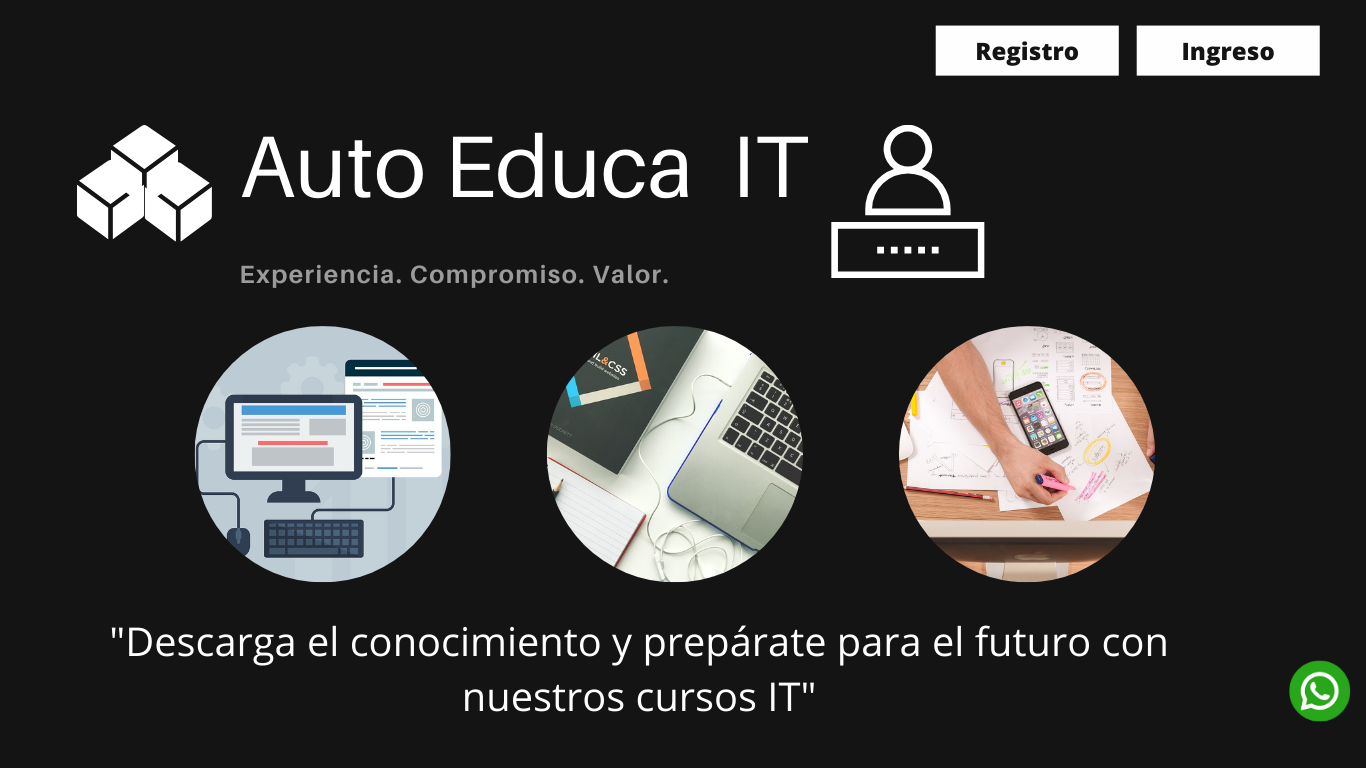 Registro Ingreso
Auto Educa IT
Experiencia. Compromiso. Valor.
&CSS
"Descarga el conocimiento y prepárate para el futuro con
nuestros cursos IT"